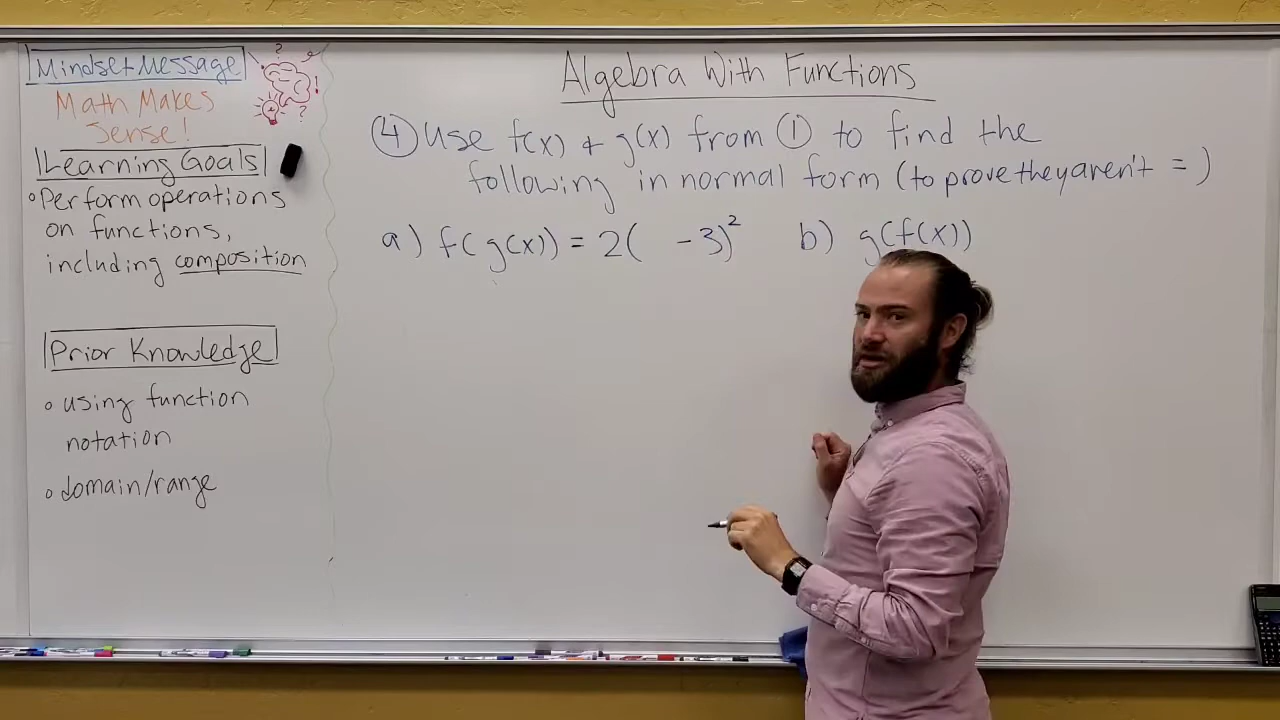 Mindset Message
Math Makes
Sense!
Learning Goals
Perform operations
on functions,
including composition
Prior Knowledge
using function
notation
domain/range
Algebra With Functions
④ Use f(x) + g(x) from ① to find the
following in normal form (to prove they aren't = )
a) f(g(x)) = 2(   -3)² b) g(f(x))